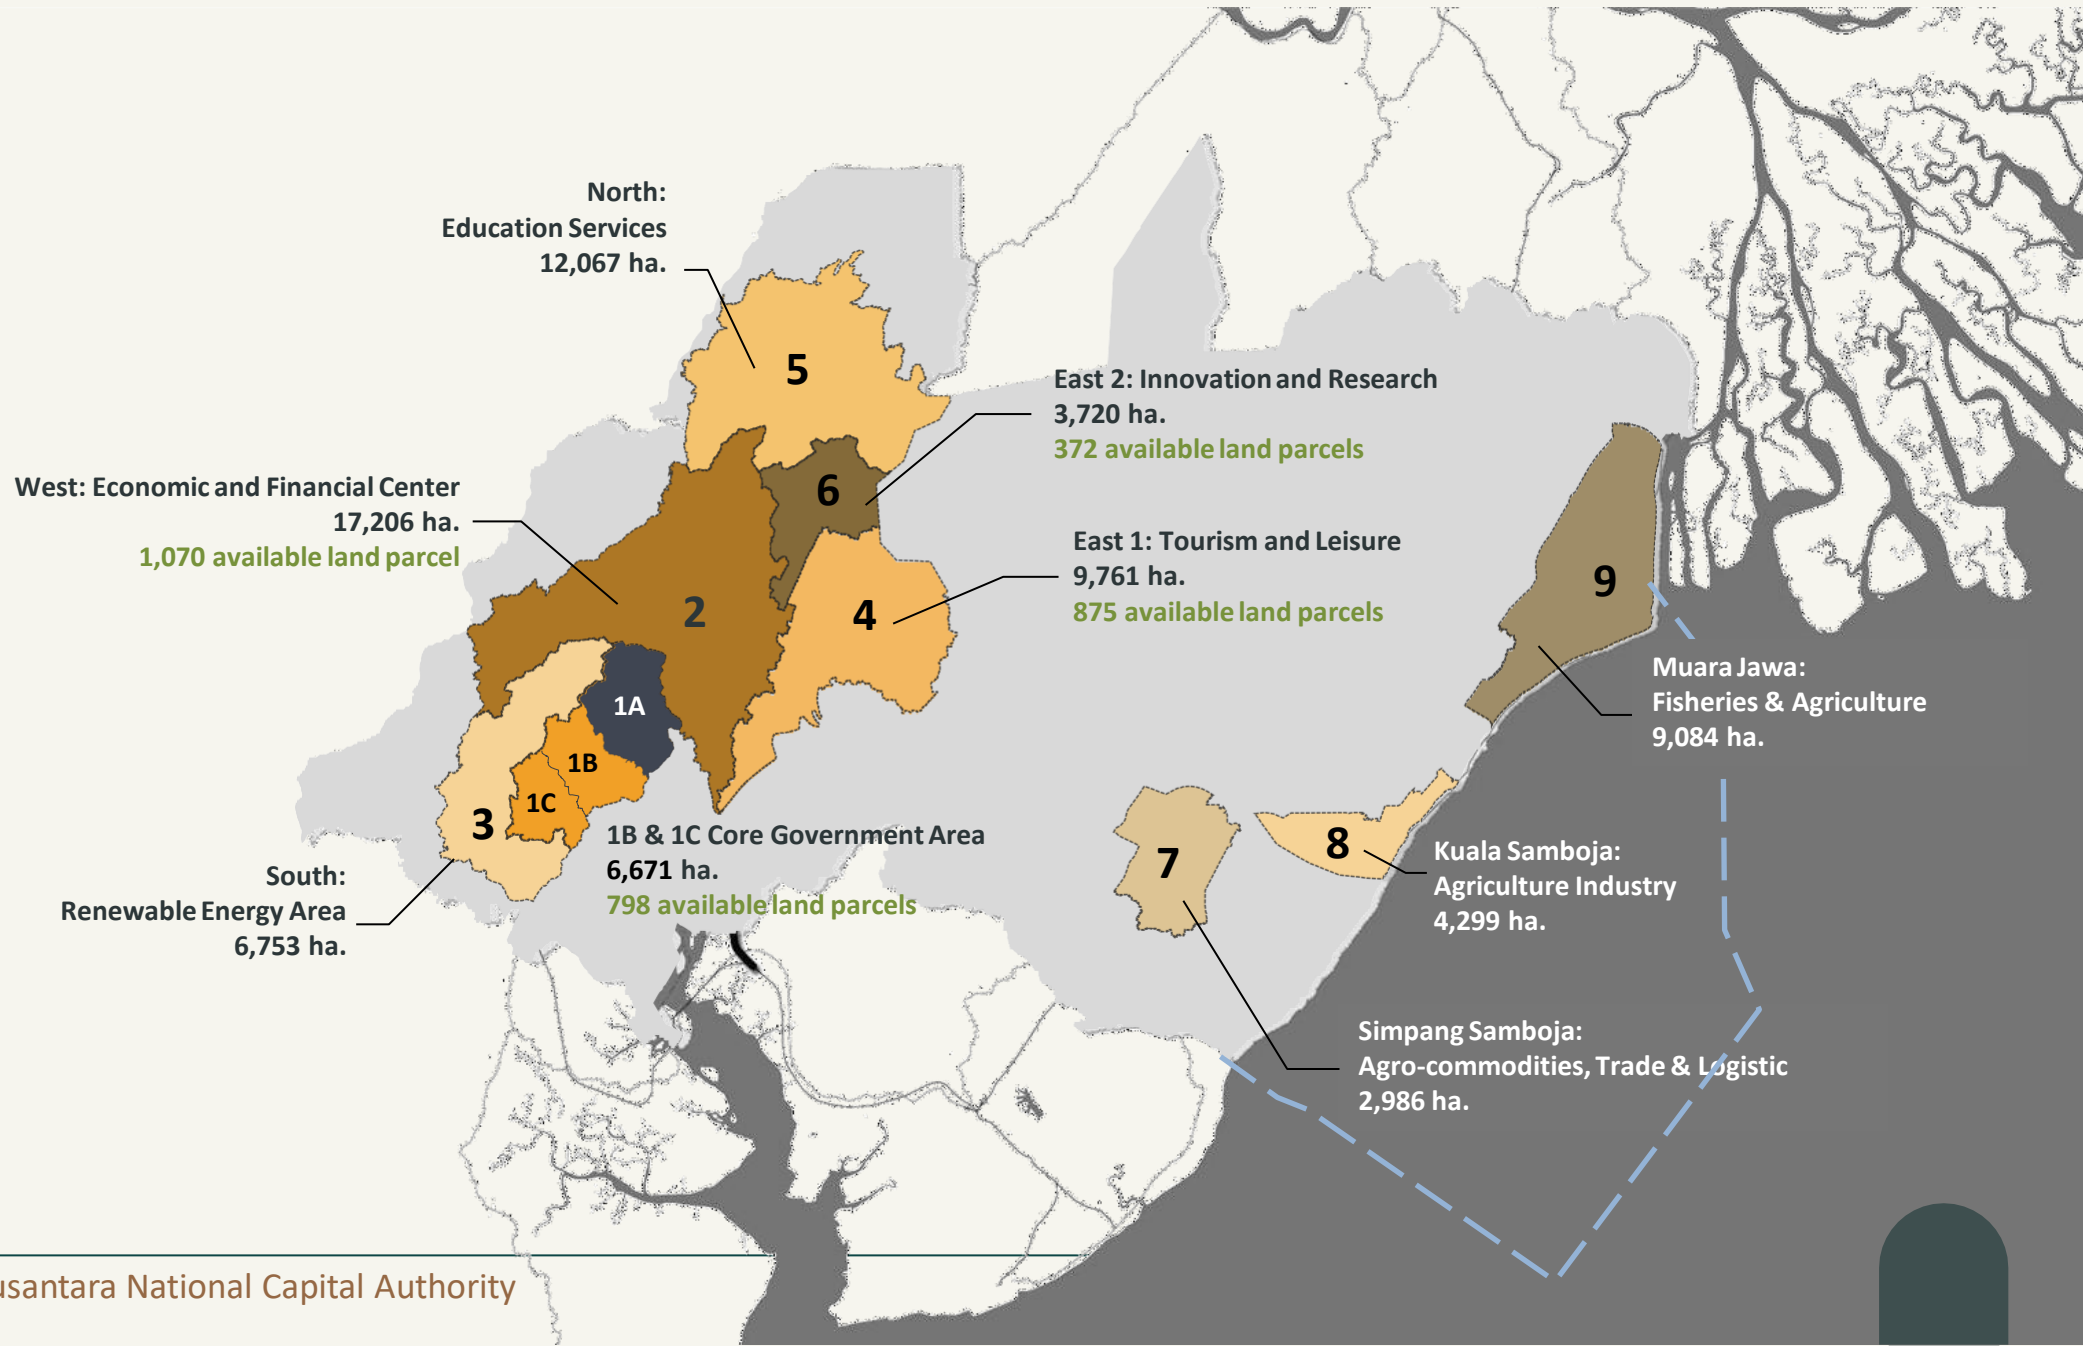 North:
Education Services
12,067 ha.
5
East 2: Innovation and Research
3,720 ha.
372 available land parcels
6
West: Economic and Financial Center
17,206 ha.
1,070 available land parcel
2
East 1: Tourism and Leisure
9,761 ha.
875 available land parcels
4
9
Muara Jawa:
Fisheries & Agriculture
9,084 ha.
1A
1B
1C
3
1B & 1C Core Government Area
6,671 ha.
798 available land parcels
South:
Renewable Energy Area
6,753 ha.
7
8
Kuala Samboja:
Agriculture Industry
4,299 ha.
Simpang Samboja:
Agro-commodities, Trade & Logistic
2,986 ha.
usantara National Capital Authority